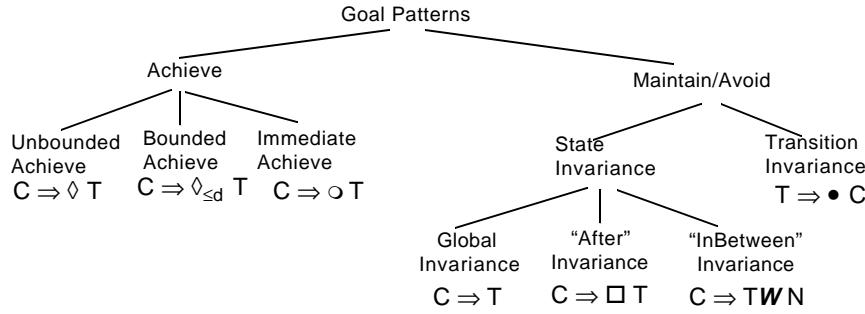 Goal Patterns
Achieve
Maintain/Avoid
Unbounded
Achieve
C ⇒ ◊ T
Bounded
Achieve
C ⇒ ◊≤d T
Immediate
Achieve
C ⇒ ○ T
State
Invariance
Transition
Invariance
T ⇒ ● C
Global
Invariance
C ⇒ T
“After”
Invariance
C ⇒ □ T
“InBetween”
Invariance
C ⇒ TWN